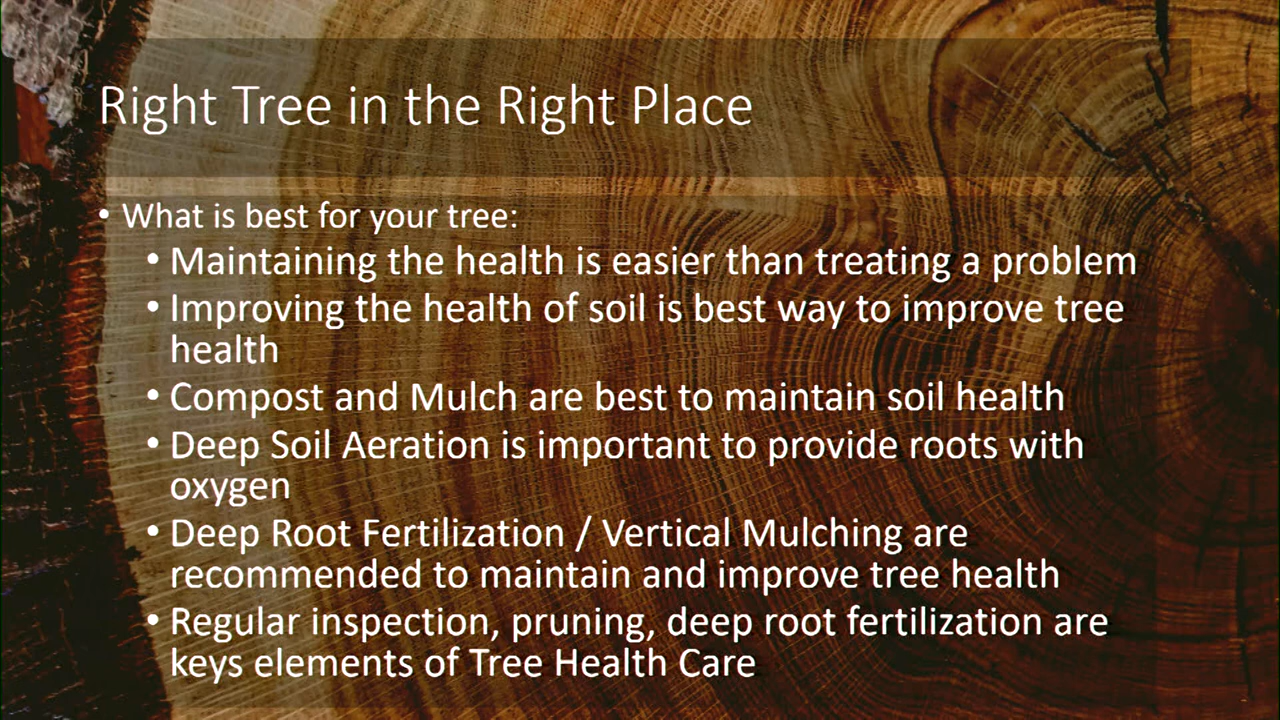 Right Tree in the Right Place
• What is best for your tree:
• Maintaining the health is easier than treating a problem
• Improving the health of soil is best way to improve tree
health
• Compost and Mulch are best to maintain soil health
• Deep Soil Aeration is important to provide roots with
oxygen
• Deep Root Fertilization / Vertical Mulching are
recommended to maintain and improve tree health
• Regular inspection, pruning, deep root fertilization are
keys elements of Tree Health Care